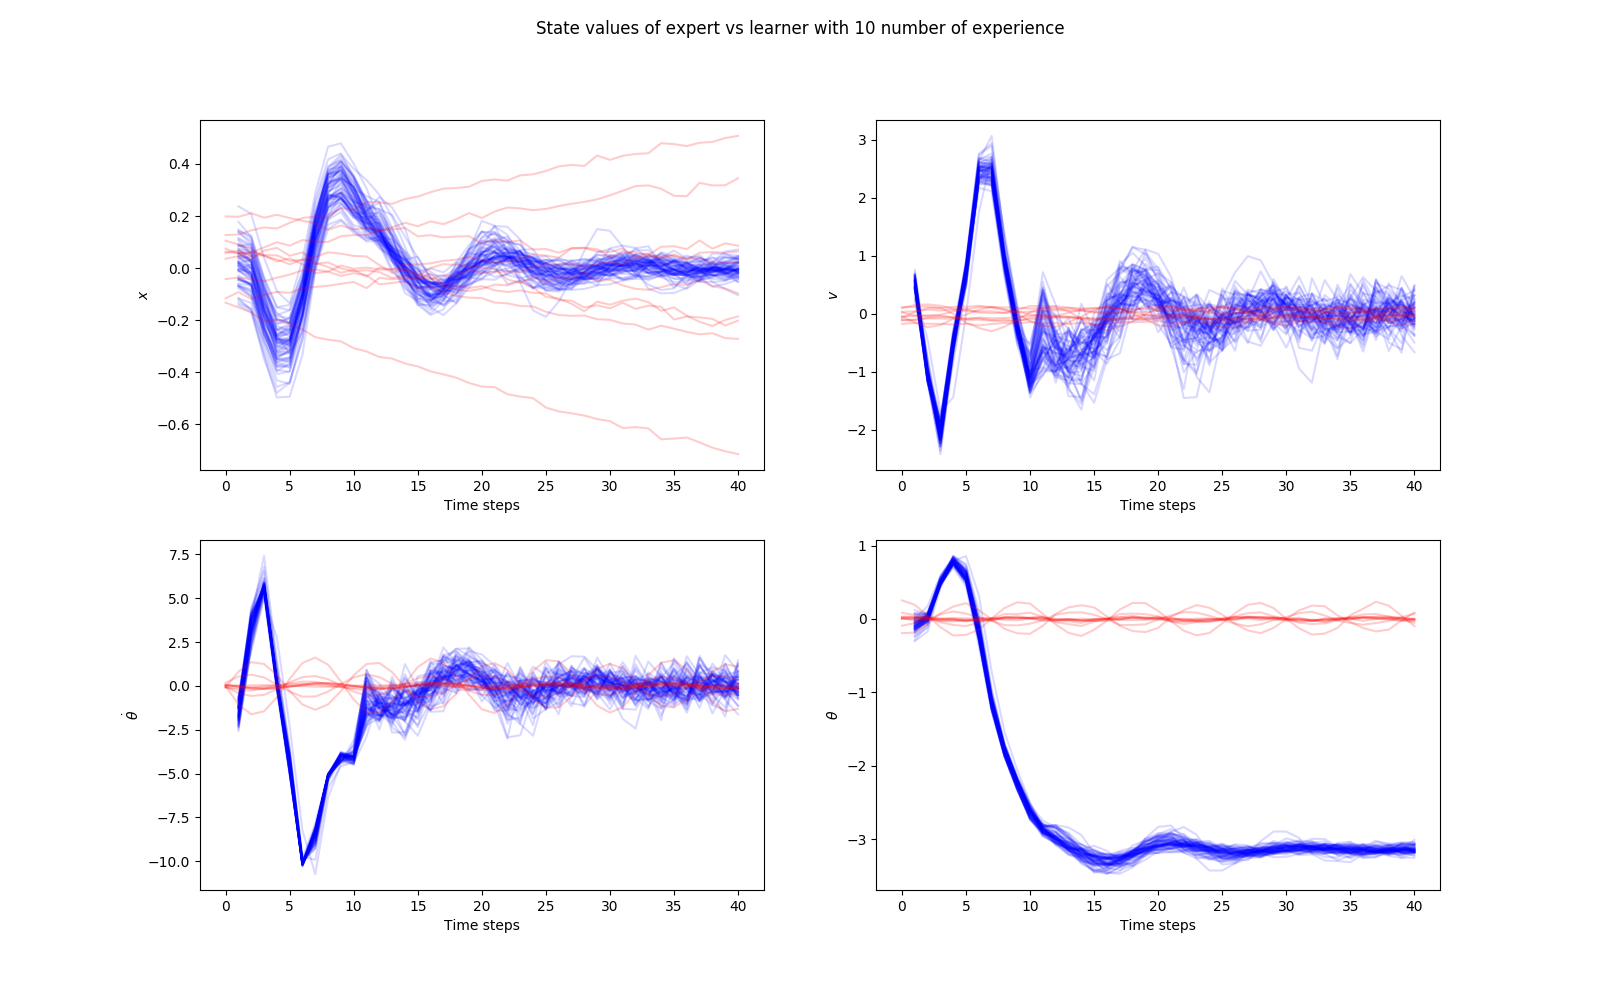 State values of expert vs learner with 10 number of experience
0.4
0.2
0.0
−0.2
−0.4
−0.6
x
0 5 10 15 20 25 30 35 40
Time steps
3
2
1
0
−1
−2
v
0 5 10 15 20 25 30 35 40
Time steps
7.5
5.0
2.5
0.0
−2.5
−5.0
−7.5
−10.0
θ̇
0 5 10 15 20 25 30 35 40
Time steps
1
0
−1
−2
−3
θ
0 5 10 15 20 25 30 35 40
Time steps